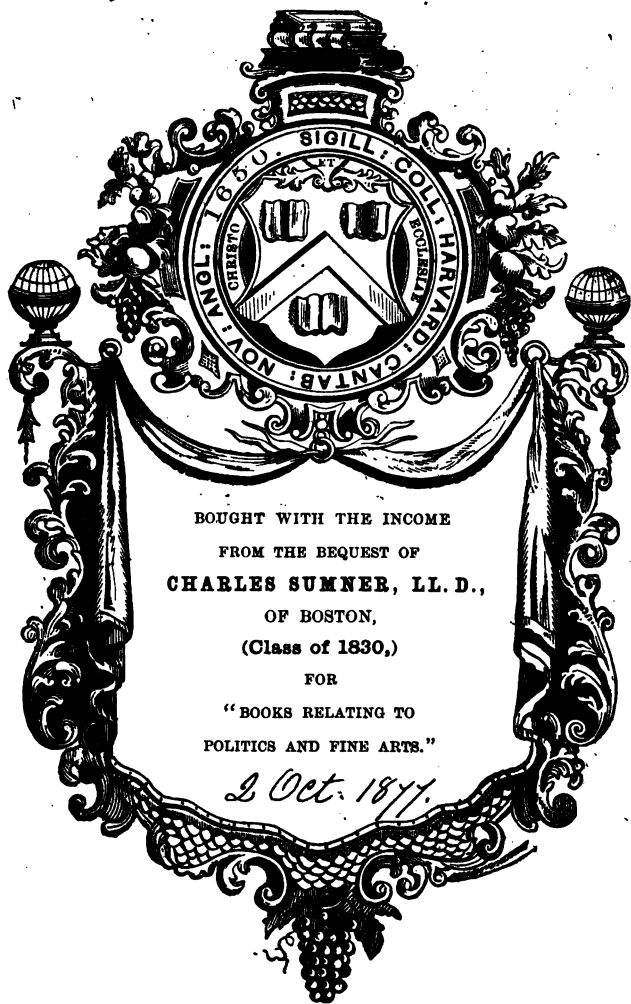 SIGILL: COLL: HARVARD: CANTAB: NOV: ANGL: 1650.
CHRISTO ET ECCLESIÆ
BOUGHT WITH THE INCOME
FROM THE BEQUEST OF
CHARLES SUMNER, LL. D.,
OF BOSTON,
(Class of 1830,)
FOR
"BOOKS RELATING TO
POLITICS AND FINE ARTS."
2 Oct. 1877.